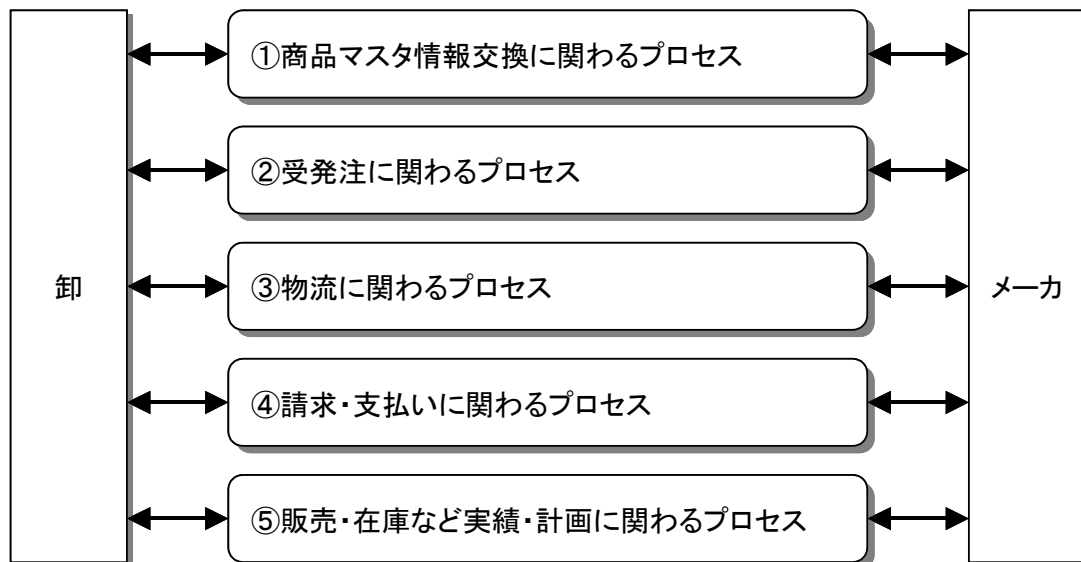 ①商品マスタ情報交換に関わるプロセス
②受発注に関わるプロセス
卸
③物流に関わるプロセス
メーカ
④請求・支払いに関わるプロセス
⑤販売・在庫など実績・計画に関わるプロセス